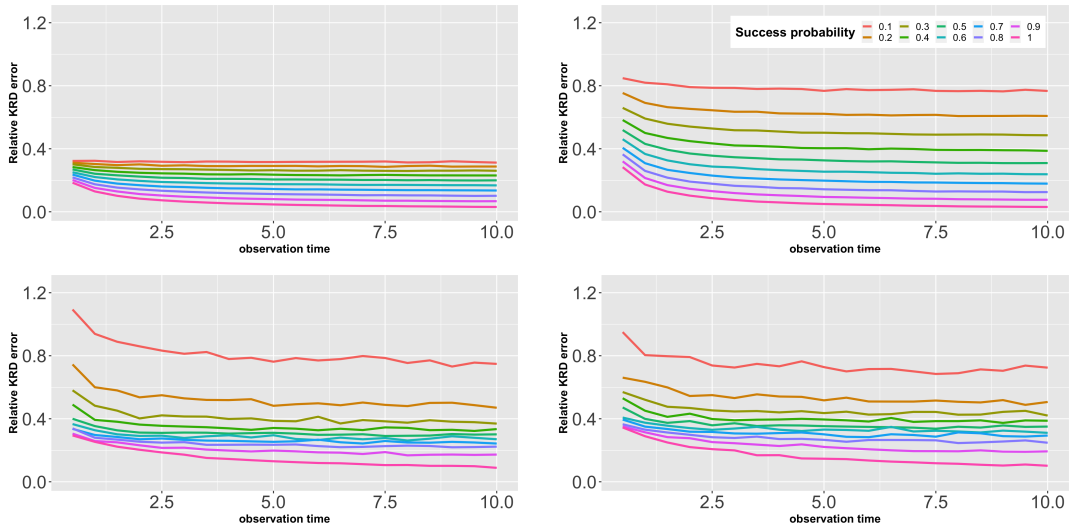 Relative KRD error
1.2
0.8
0.4
0.0
2.5 5.0 7.5 10.0
observation time
Relative KRD error
1.2
0.8
0.4
0.0
Success probability
0.1 0.3 0.5 0.7 0.9
0.2 0.4 0.6 0.8 1
2.5 5.0 7.5 10.0
observation time
Relative KRD error
1.2
0.8
0.4
0.0
2.5 5.0 7.5 10.0
observation time
Relative KRD error
1.2
0.8
0.4
0.0
2.5 5.0 7.5 10.0
observation time